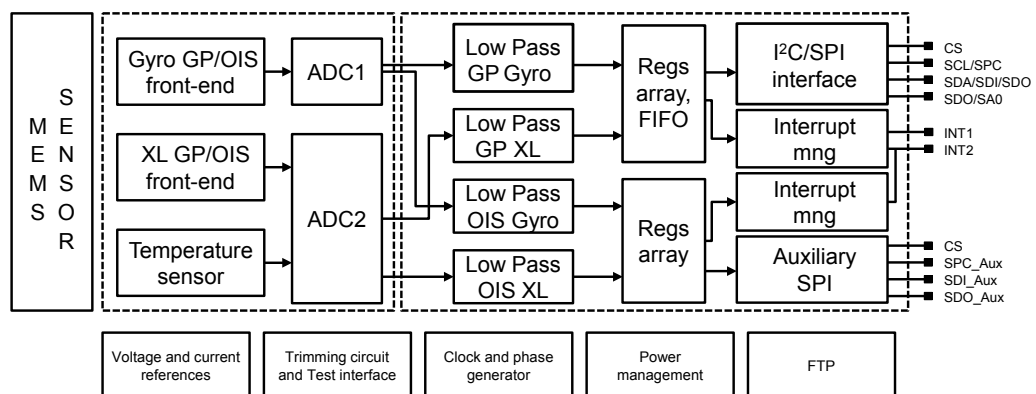 MEMS
SENSOR
Gyro GP/OIS
front-end
XL GP/OIS
front-end
Temperature
sensor
ADC1
ADC2
Low Pass
GP Gyro
Low Pass
GP XL
Low Pass
OIS Gyro
Low Pass
OIS XL
Regs
array,
FIFO
Regs
array
I²C/SPI
interface
Interrupt
mng
Interrupt
mng
Auxiliary
SPI
CS
SCL/SPC
SDA/SDI/SDO
SDO/SA0
INT1
INT2
CS
SPC_Aux
SDI_Aux
SDO_Aux
Voltage and current
references
Trimming circuit
and Test interface
Clock and phase
generator
Power
management
FTP